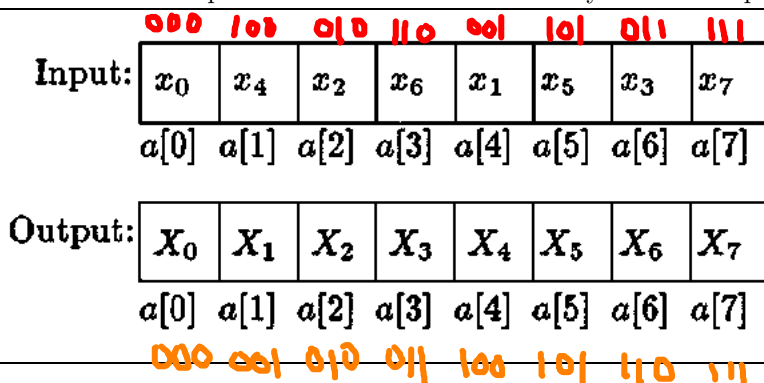 000 100 010 110 001 101 011 111
Input: x₀ x₄ x₂ x₆ x₁ x₅ x₃ x₇
a[0] a[1] a[2] a[3] a[4] a[5] a[6] a[7]
Output: X₀ X₁ X₂ X₃ X₄ X₅ X₆ X₇
a[0] a[1] a[2] a[3] a[4] a[5] a[6] a[7]
000 001 010 011 100 101 110 111